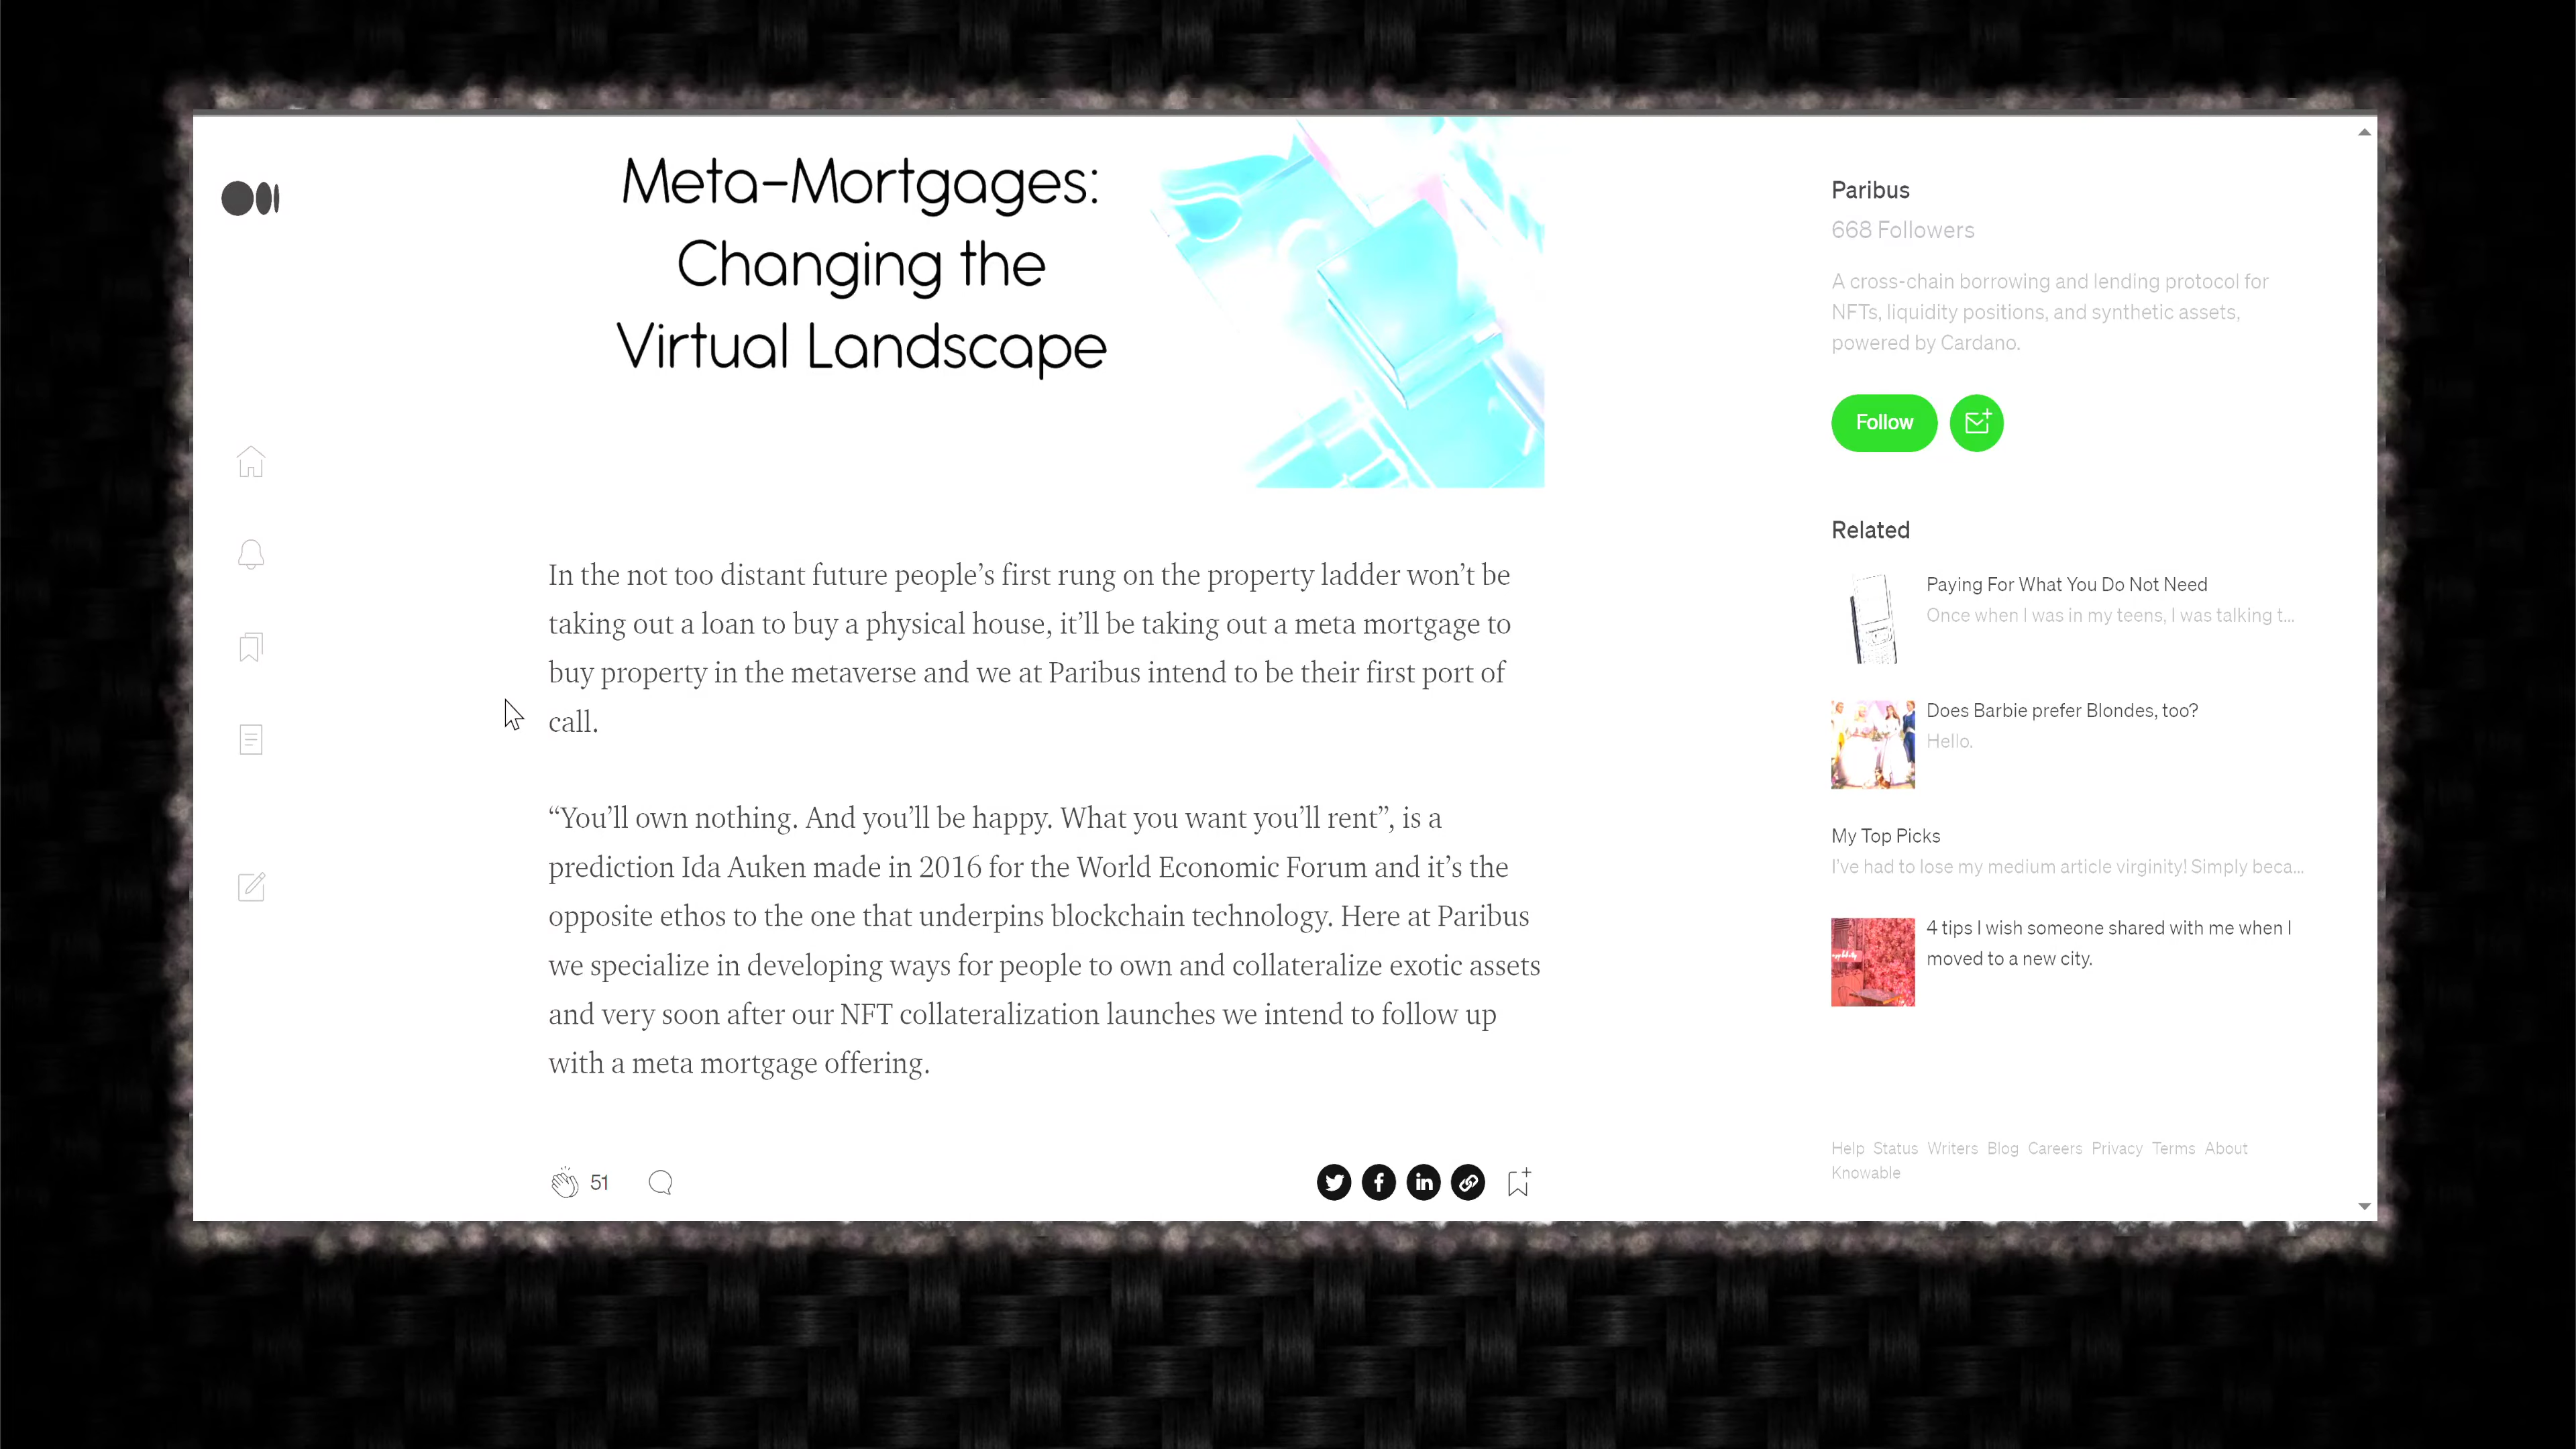 Meta-Mortgages:
Changing the
Virtual Landscape
In the not too distant future people’s first rung on the property ladder won’t be
taking out a loan to buy a physical house, it’ll be taking out a meta mortgage to
buy property in the metaverse and we at Paribus intend to be their first port of
call.
“You’ll own nothing. And you’ll be happy. What you want you’ll rent”, is a
prediction Ida Auken made in 2016 for the World Economic Forum and it’s the
opposite ethos to the one that underpins blockchain technology. Here at Paribus
we specialize in developing ways for people to own and collateralize exotic assets
and very soon after our NFT collateralization launches we intend to follow up
with a meta mortgage offering.
51
Paribus
668 Followers
A cross-chain borrowing and lending protocol for
NFTs, liquidity positions, and synthetic assets,
powered by Cardano.
Follow
Related
Paying For What You Do Not Need
Once when I was in my teens, I was talking t...
Does Barbie prefer Blondes, too?
Hello.
My Top Picks
I've had to lose my medium article virginity! Simply beca...
4 tips I wish someone shared with me when I
moved to a new city.
Help Status Writers Blog Careers Privacy Terms About
Knowable